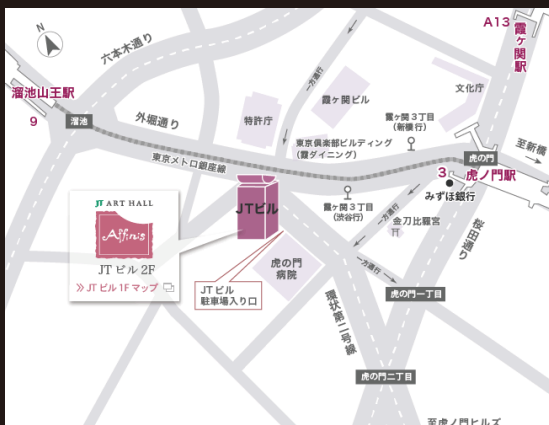 N
六本木通り
A13
霞ヶ関駅
溜池山王駅
9
溜池
外堀通り
特許庁
一方通行
霞ヶ関ビル
文化庁
霞ヶ関3丁目
(新橋行)
至新橋
東京メトロ銀座線
東京倶楽部ビルディング
(霞ダイニング)
虎の門
3
虎ノ門駅
みずほ銀行
JT ART HALL
Affinis
JTビル 2F
≫ JTビル1Fマップ
JTビル
霞ヶ関3丁目
(渋谷行)
一方通行
金刀比羅宮
桜田通り
虎の門
病院
一方通行
JTビル
駐車場入り口
虎の門一丁目
環状第二号線
虎の門二丁目
至虎ノ門ヒルズ